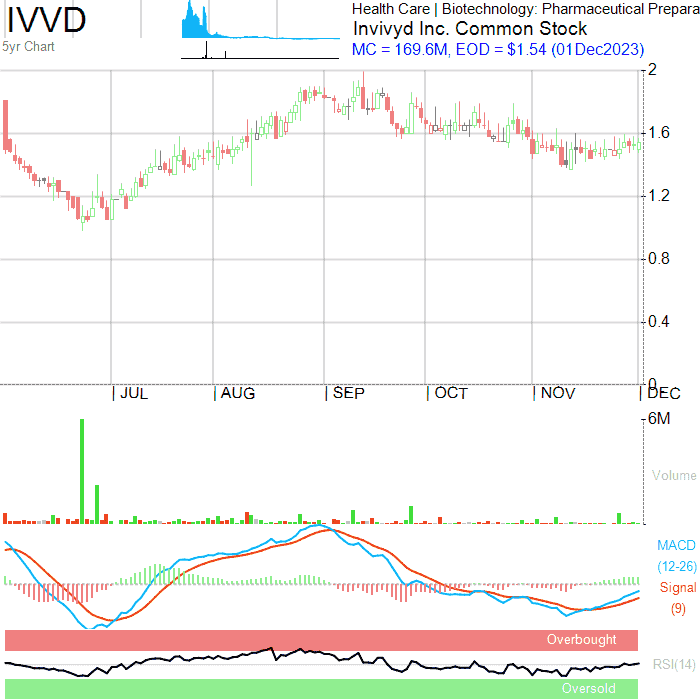 IVVD
5yr Chart
Health Care | Biotechnology: Pharmaceutical Prepara
Invivyd Inc. Common Stock
MC = 169.6M, EOD = $1.54 (01Dec2023)
2
1.6
1.2
0.8
0.4
0
JUL AUG SEP OCT NOV DEC
6M
Volume
MACD
(12-26)
Signal
(9)
Overbought
RSI(14)
Oversold